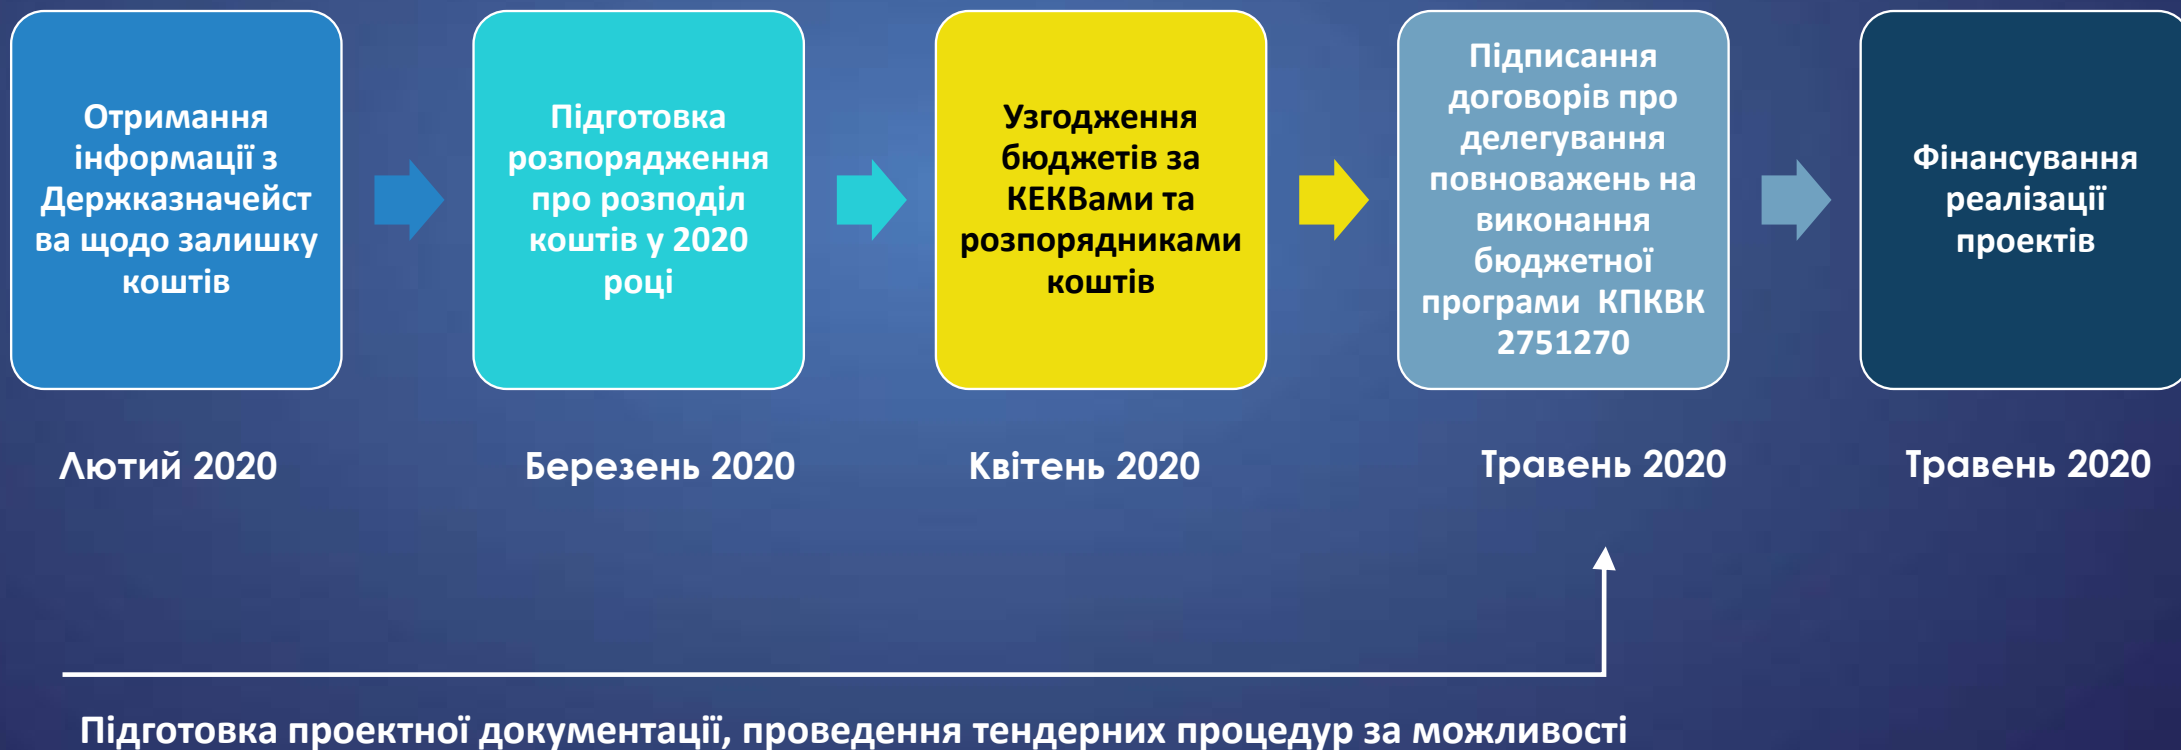 Отримання
інформації з
Держказначейст
ва щодо залишку
коштів
Підготовка
розпорядження
про розподіл
коштів у 2020
році
Узгодження
бюджетів за
КЕКВами та
розпорядниками
коштів
Підписання
договорів про
делегування
повноважень на
виконання
бюджетної
програми КПКВК
2751270
Фінансування
реалізації
проектів
Лютий 2020
Березень 2020
Квітень 2020
Травень 2020
Травень 2020
Підготовка проектної документації, проведення тендерних процедур за можливості